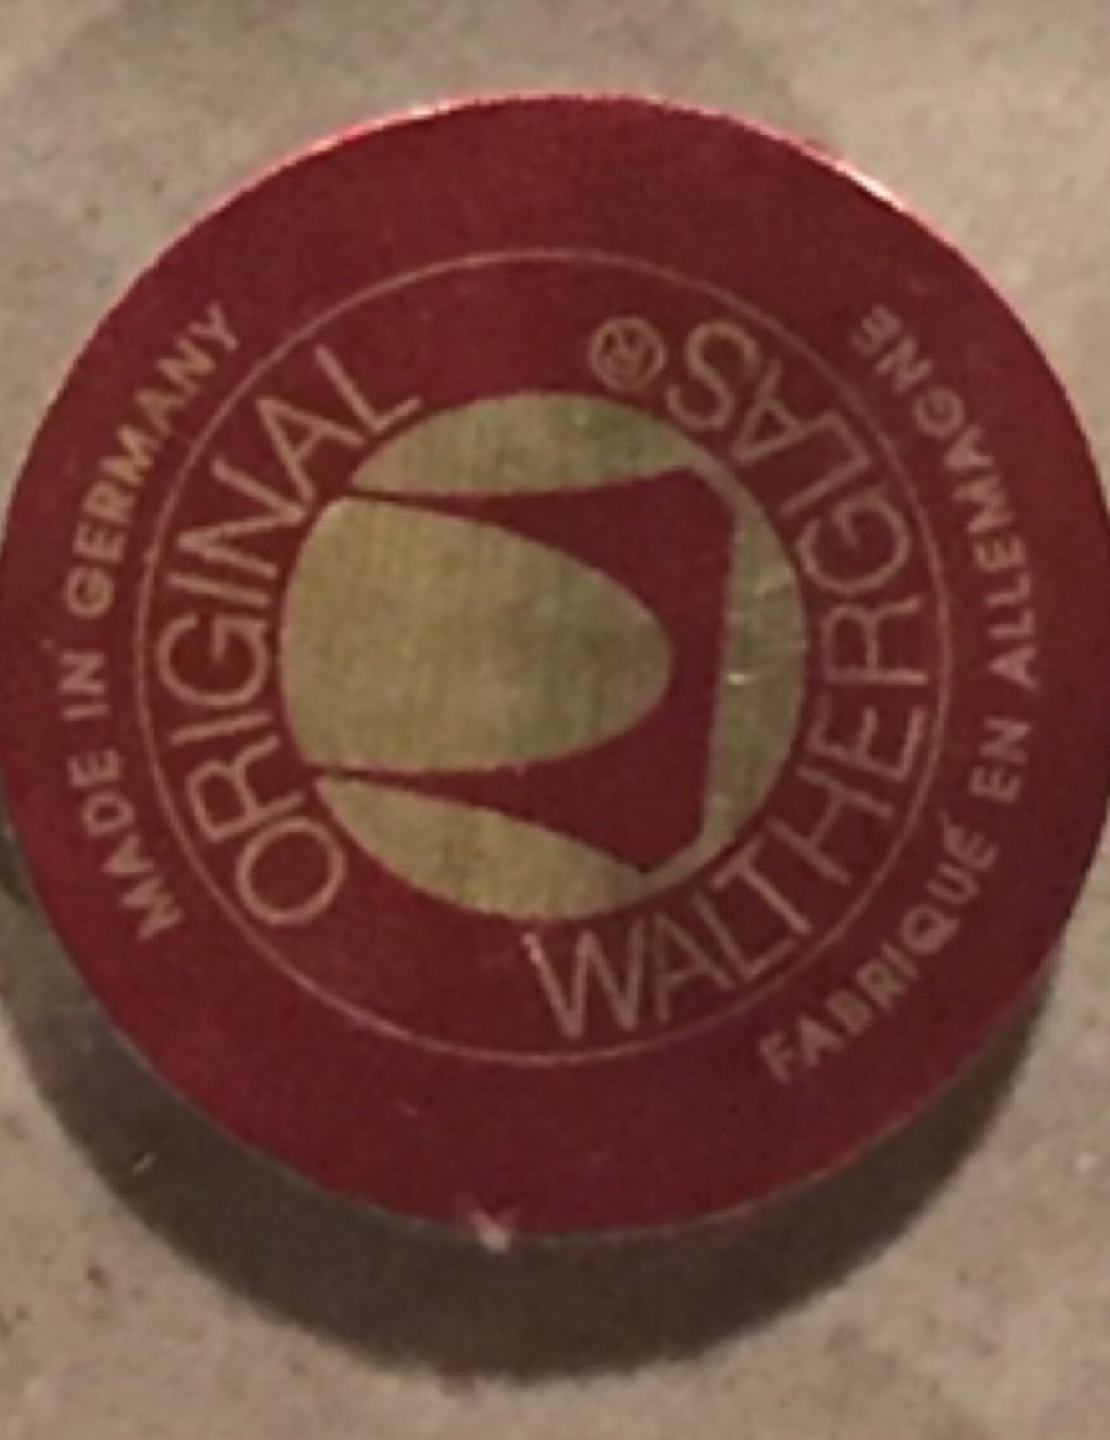 MADE IN GERMANY
ORIGINAL
WALTHERGLAS®
FABRIQUÉ EN ALLEMAGNE